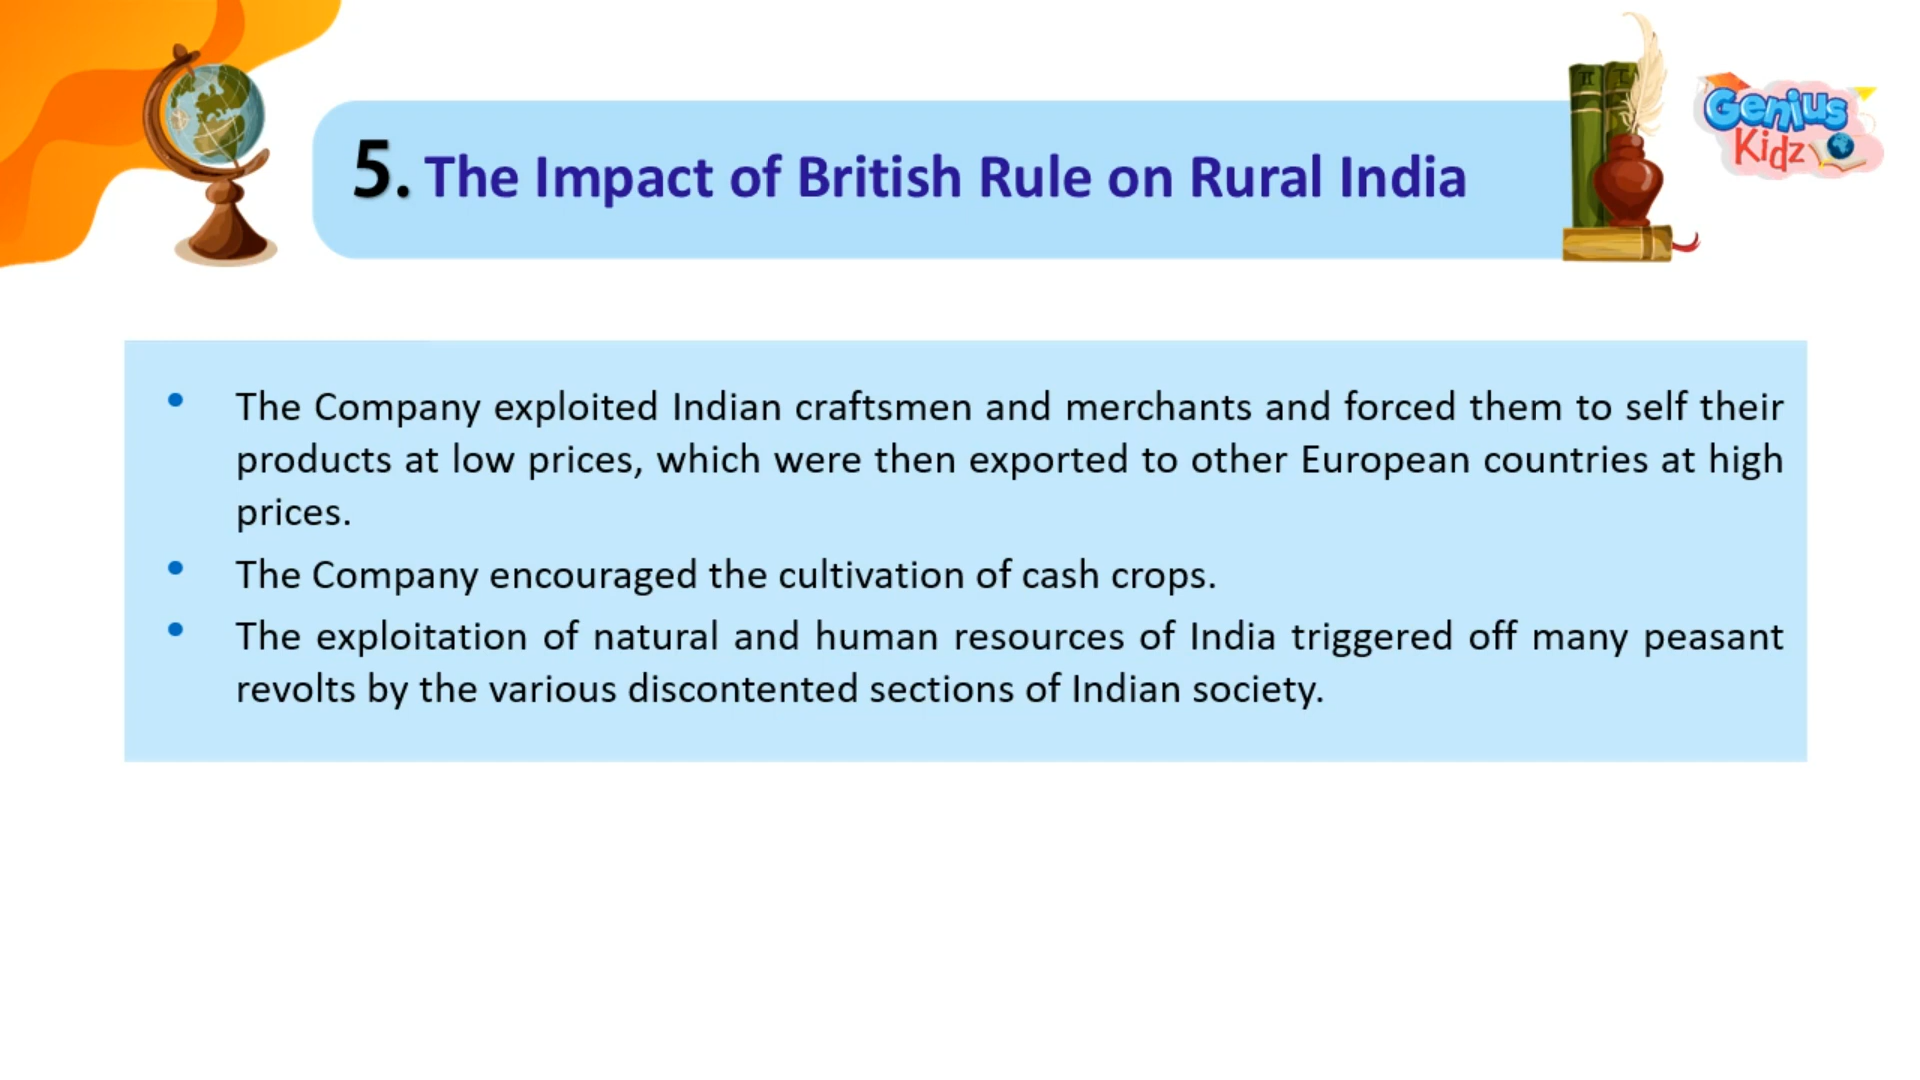 5. The Impact of British Rule on Rural India
Genius
Kidz
• The Company exploited Indian craftsmen and merchants and forced them to self their
products at low prices, which were then exported to other European countries at high
prices.
• The Company encouraged the cultivation of cash crops.
• The exploitation of natural and human resources of India triggered off many peasant
revolts by the various discontented sections of Indian society.